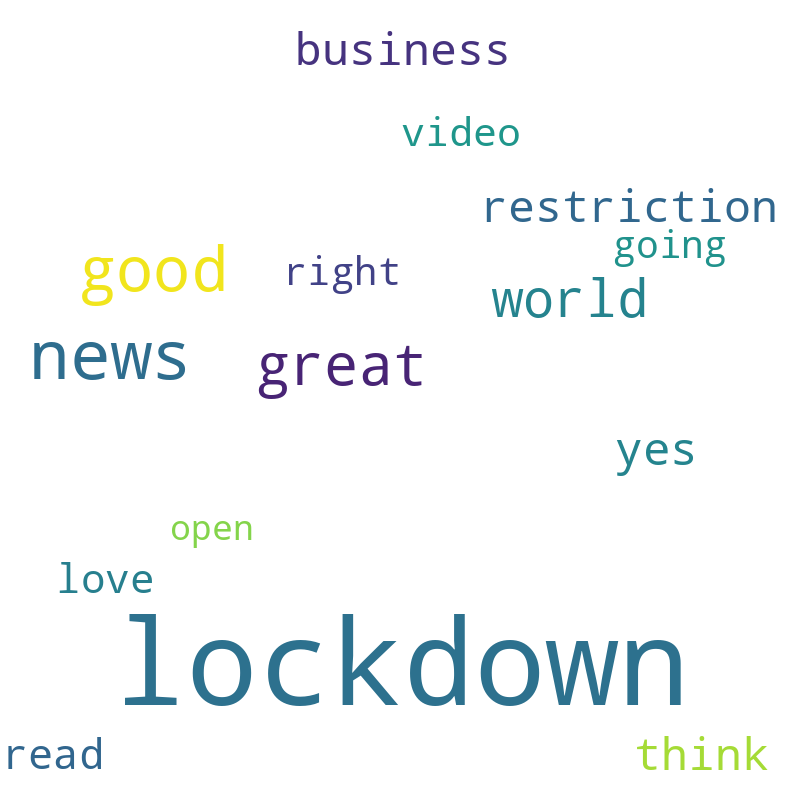 business
video
restriction
going
good
right
world
news
great
yes
open
love
lockdown
read
think